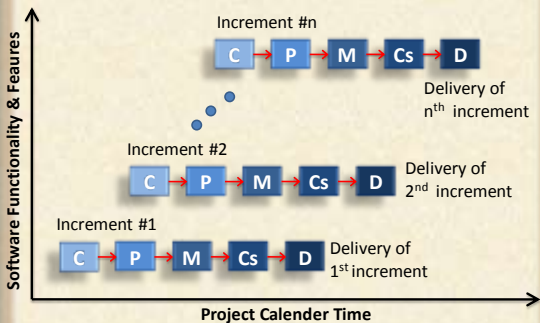 Software Functionality & Feaures
Increment #n
C P M Cs D
Delivery of
nth increment
Increment #2
C P M Cs D
Delivery of
2nd increment
Increment #1
C P M Cs D
Delivery of
1st increment
Project Calender Time